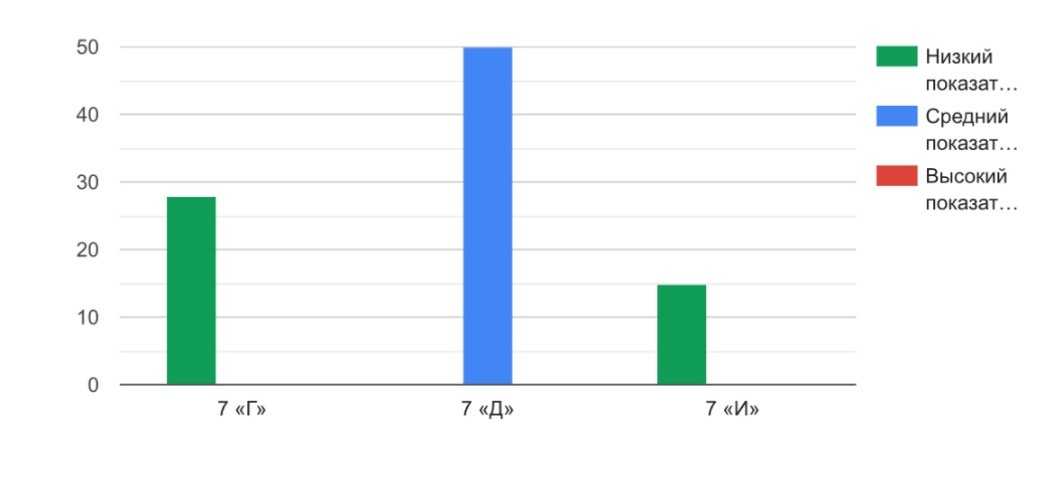 50
40
30
20
10
0
7 «Г»
7 «Д»
7 «И»
Низкий
показат…
Средний
показат…
Высокий
показат…